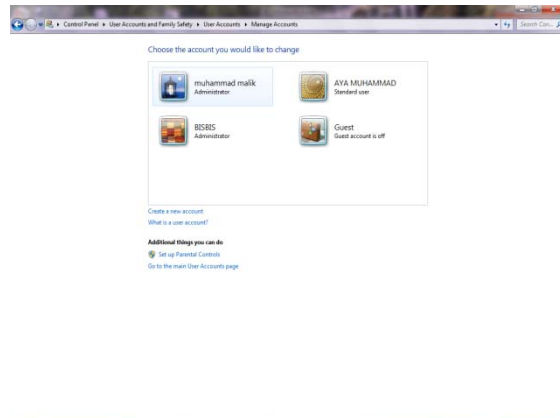 Control Panel ▸ User Accounts and Family Safety ▸ User Accounts ▸ Manage Accounts
Search Con...
Choose the account you would like to change
muhammad malik
Administrator
AYA MUHAMMAD
Standard user
BISBIS
Administrator
Guest
Guest account is off
Create a new account
What is a user account?
Additional things you can do
Set up Parental Controls
Go to the main User Accounts page